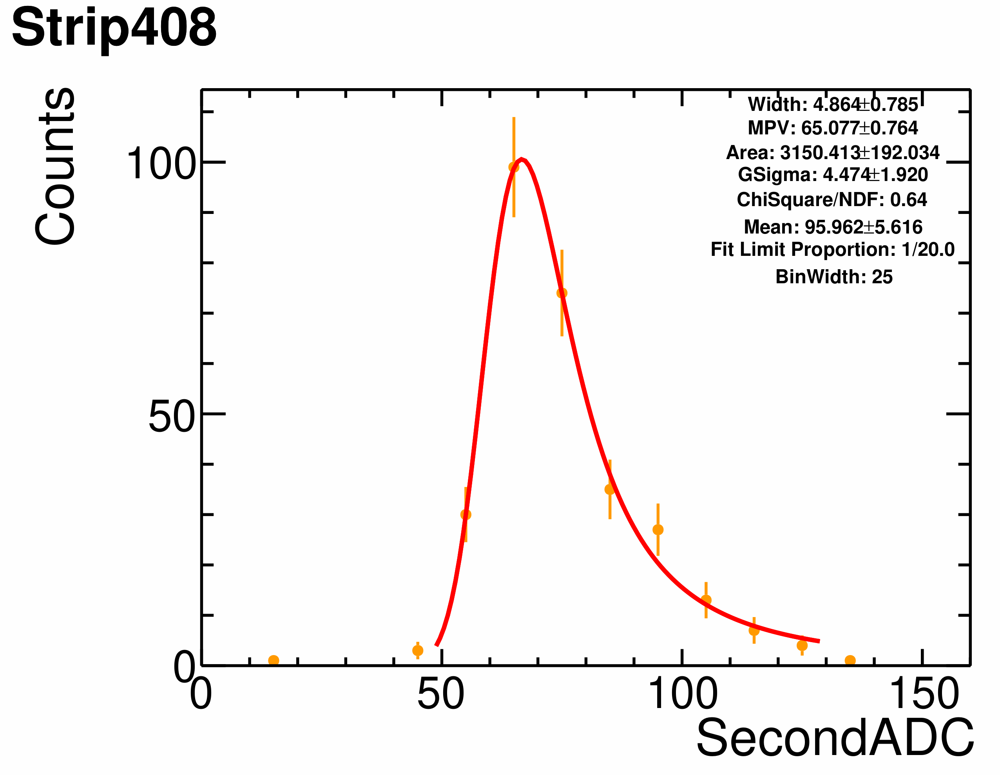 Strip408
Counts
Width: 4.864±0.785
MPV: 65.077±0.764
Area: 3150.413±192.034
GSigma: 4.474±1.920
ChiSquare/NDF: 0.64
Mean: 95.962±5.616
Fit Limit Proportion: 1/20.0
BinWidth: 25
100
50
0
0 50 100 150
SecondADC